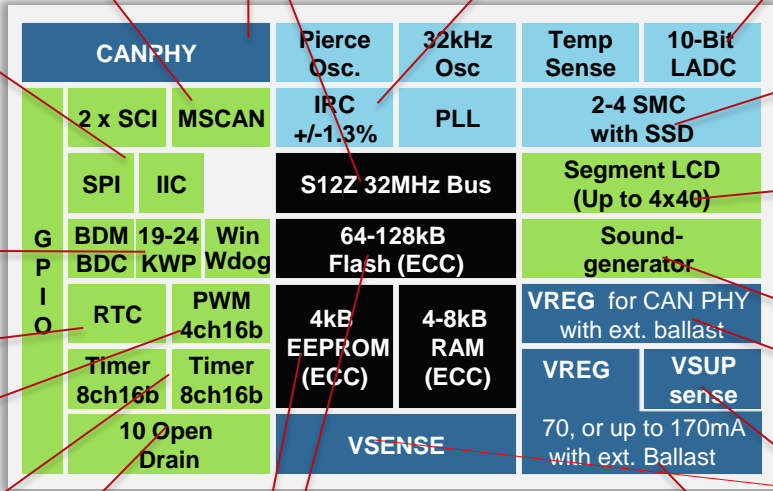 CANPHY
Pierce
Osc.
32kHz
Osc
Temp
Sense
10-Bit
LADC
2 x SCI
MSCAN
IRC
+/-1.3%
PLL
2-4 SMC
with SSD
SPI
IIC
S12Z 32MHz Bus
Segment LCD
(Up to 4x40)
G
P
I
O
BDM
BDC
19-24
KWP
Win
Wdog
64-128kB
Flash (ECC)
Sound-
generator
RTC
PWM
4ch16b
4kB
EEPROM
(ECC)
4-8kB
RAM
(ECC)
VREG for CAN PHY
with ext. ballast
Timer
8ch16b
Timer
8ch16b
VREG
VSUP
sense
70, or up to 170mA
with ext. Ballast
10 Open
Drain
VSENSE